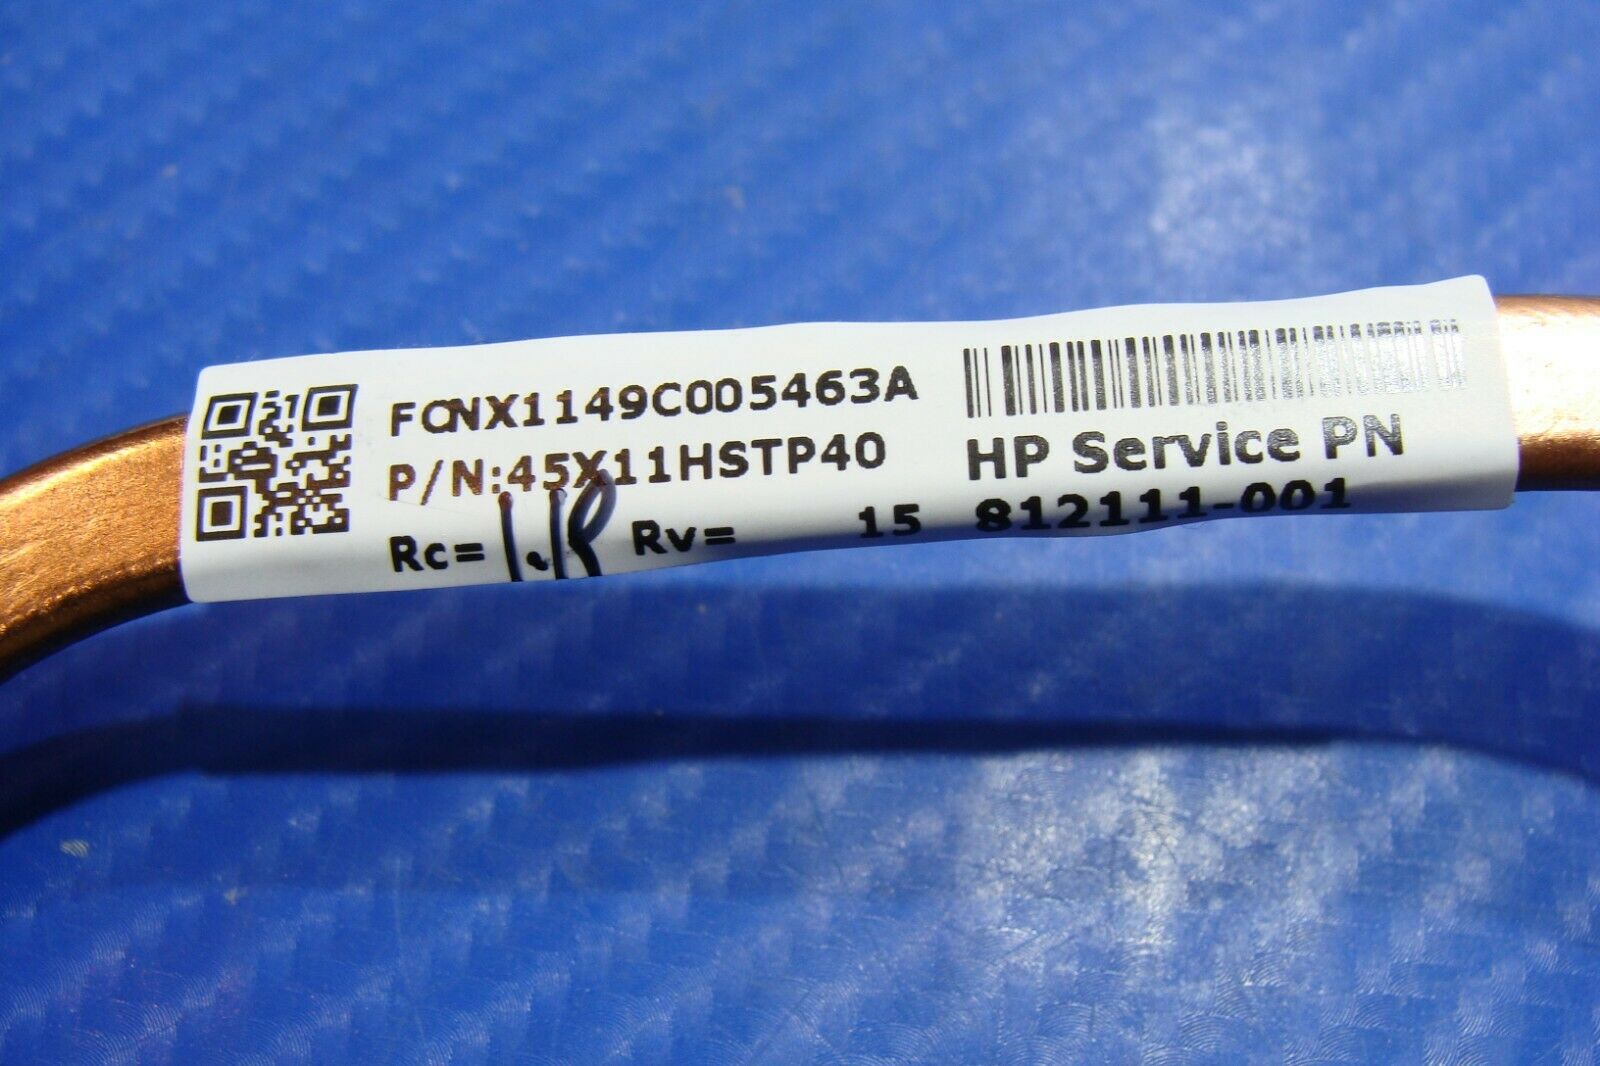 FCNX1149C005463A
P/N:45X11HSTP40
Rc= Rv= 15
HP Service PN
812111-001